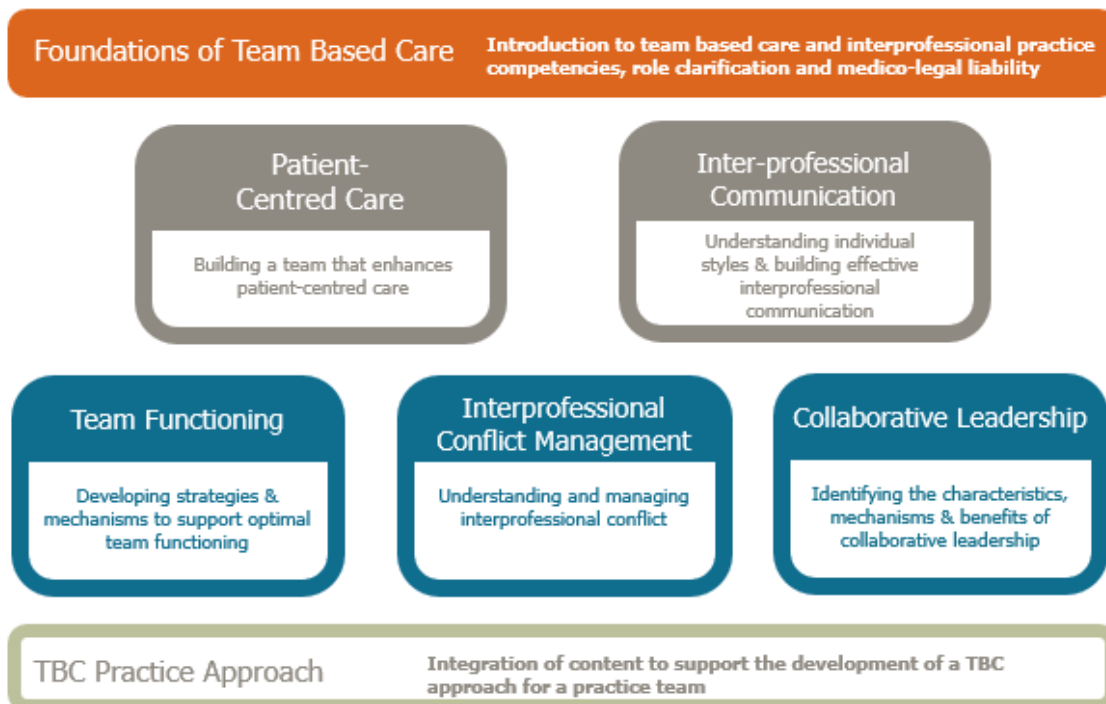 Foundations of Team Based Care
Introduction to team based care and interprofessional practice
competencies, role clarification and medico-legal liability
Patient-
Centred Care
Building a team that enhances
patient-centred care
Inter-professional
Communication
Understanding individual
styles & building effective
interprofessional
communication
Team Functioning
Developing strategies &
mechanisms to support optimal
team functioning
Interprofessional
Conflict Management
Understanding and managing
interprofessional conflict
Collaborative Leadership
Identifying the characteristics,
mechanisms & benefits of
collaborative leadership
TBC Practice Approach
Integration of content to support the development of a TBC
approach for a practice team